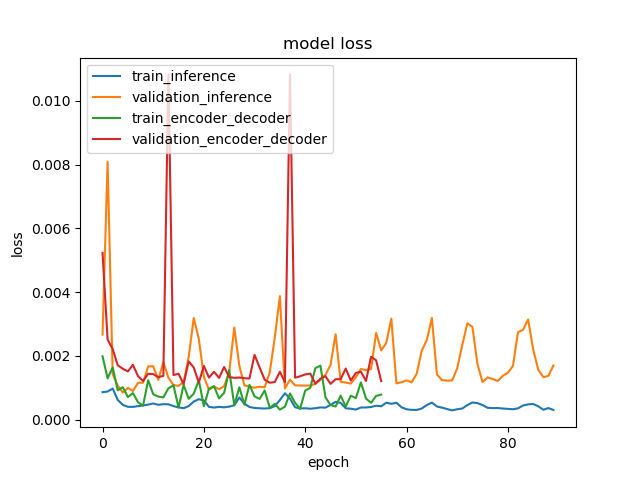 model loss
train_inference
validation_inference
train_encoder_decoder
validation_encoder_decoder
0.010
0.008
0.006
0.004
0.002
0.000
loss
0 20 40 60 80
epoch